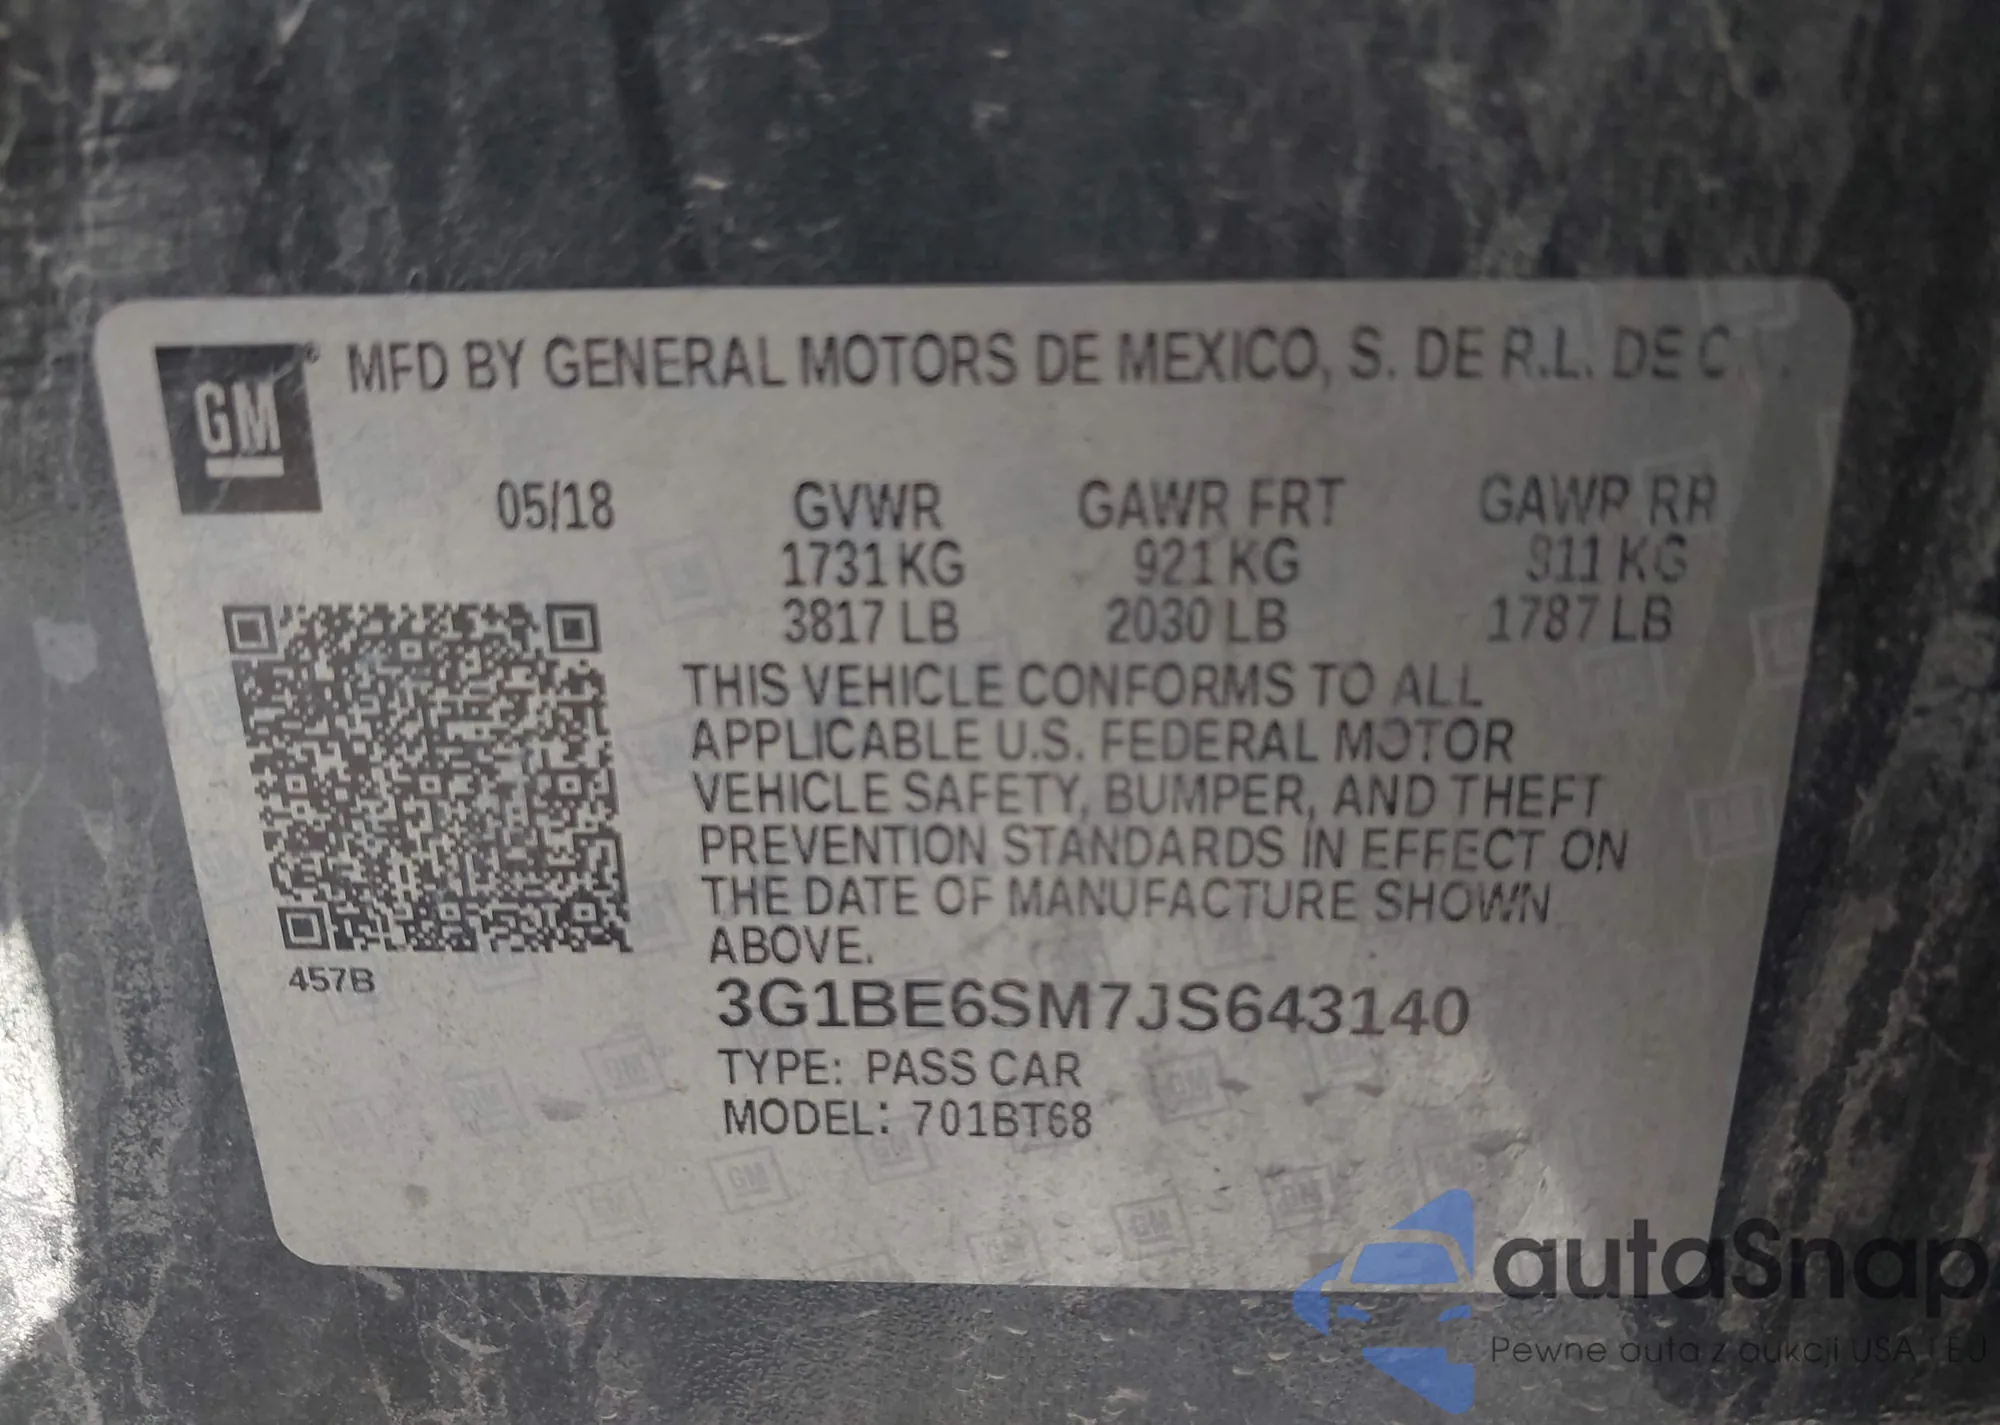 GM® MFD BY GENERAL MOTORS DE MEXICO, S. DE R.L. DE C
05/18 GVWR GAWR FRT GAWR RR
1731 KG 921 KG 811 KG
3817 LB 2030 LB 1787 LB
THIS VEHICLE CONFORMS TO ALL
APPLICABLE U.S. FEDERAL MOTOR
VEHICLE SAFETY, BUMPER, AND THEFT
PREVENTION STANDARDS IN EFFECT ON
THE DATE OF MANUFACTURE SHOWN
ABOVE.
457B
3G1BE6SM7JS643140
TYPE: PASS CAR
MODEL: 701BT68
autaSnap
Pewne auta z aukcji USA i EU